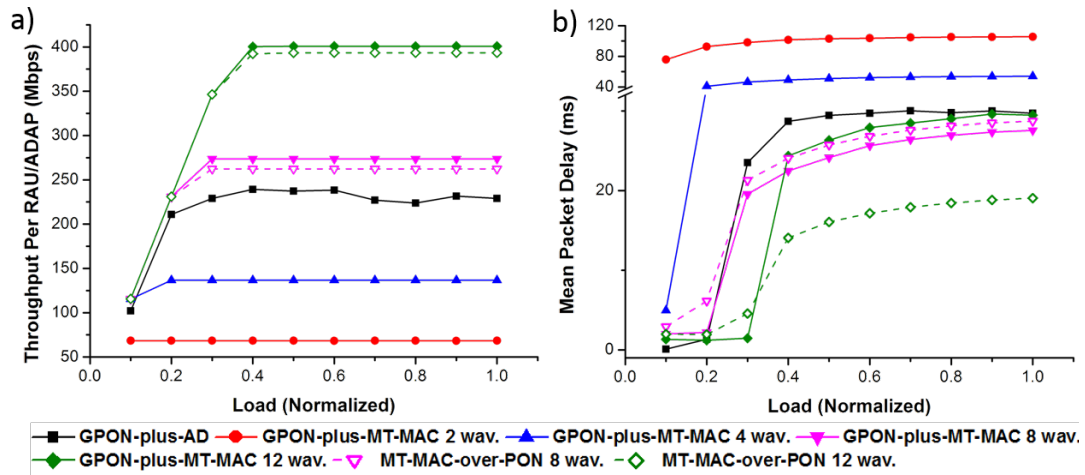 a)
Throughput Per RAU/ADAP (Mbps)
400
350
300
250
200
150
100
50
0.0 0.2 0.4 0.6 0.8 1.0
Load (Normalized)
b)
Mean Packet Delay (ms)
120
100
80
60
40
20
0
0.0 0.2 0.4 0.6 0.8 1.0
Load (Normalized)
GPON-plus-AD GPON-plus-MT-MAC 2 wav. GPON-plus-MT-MAC 4 wav. GPON-plus-MT-MAC 8 wav.
GPON-plus-MT-MAC 12 wav. MT-MAC-over-PON 8 wav. MT-MAC-over-PON 12 wav.